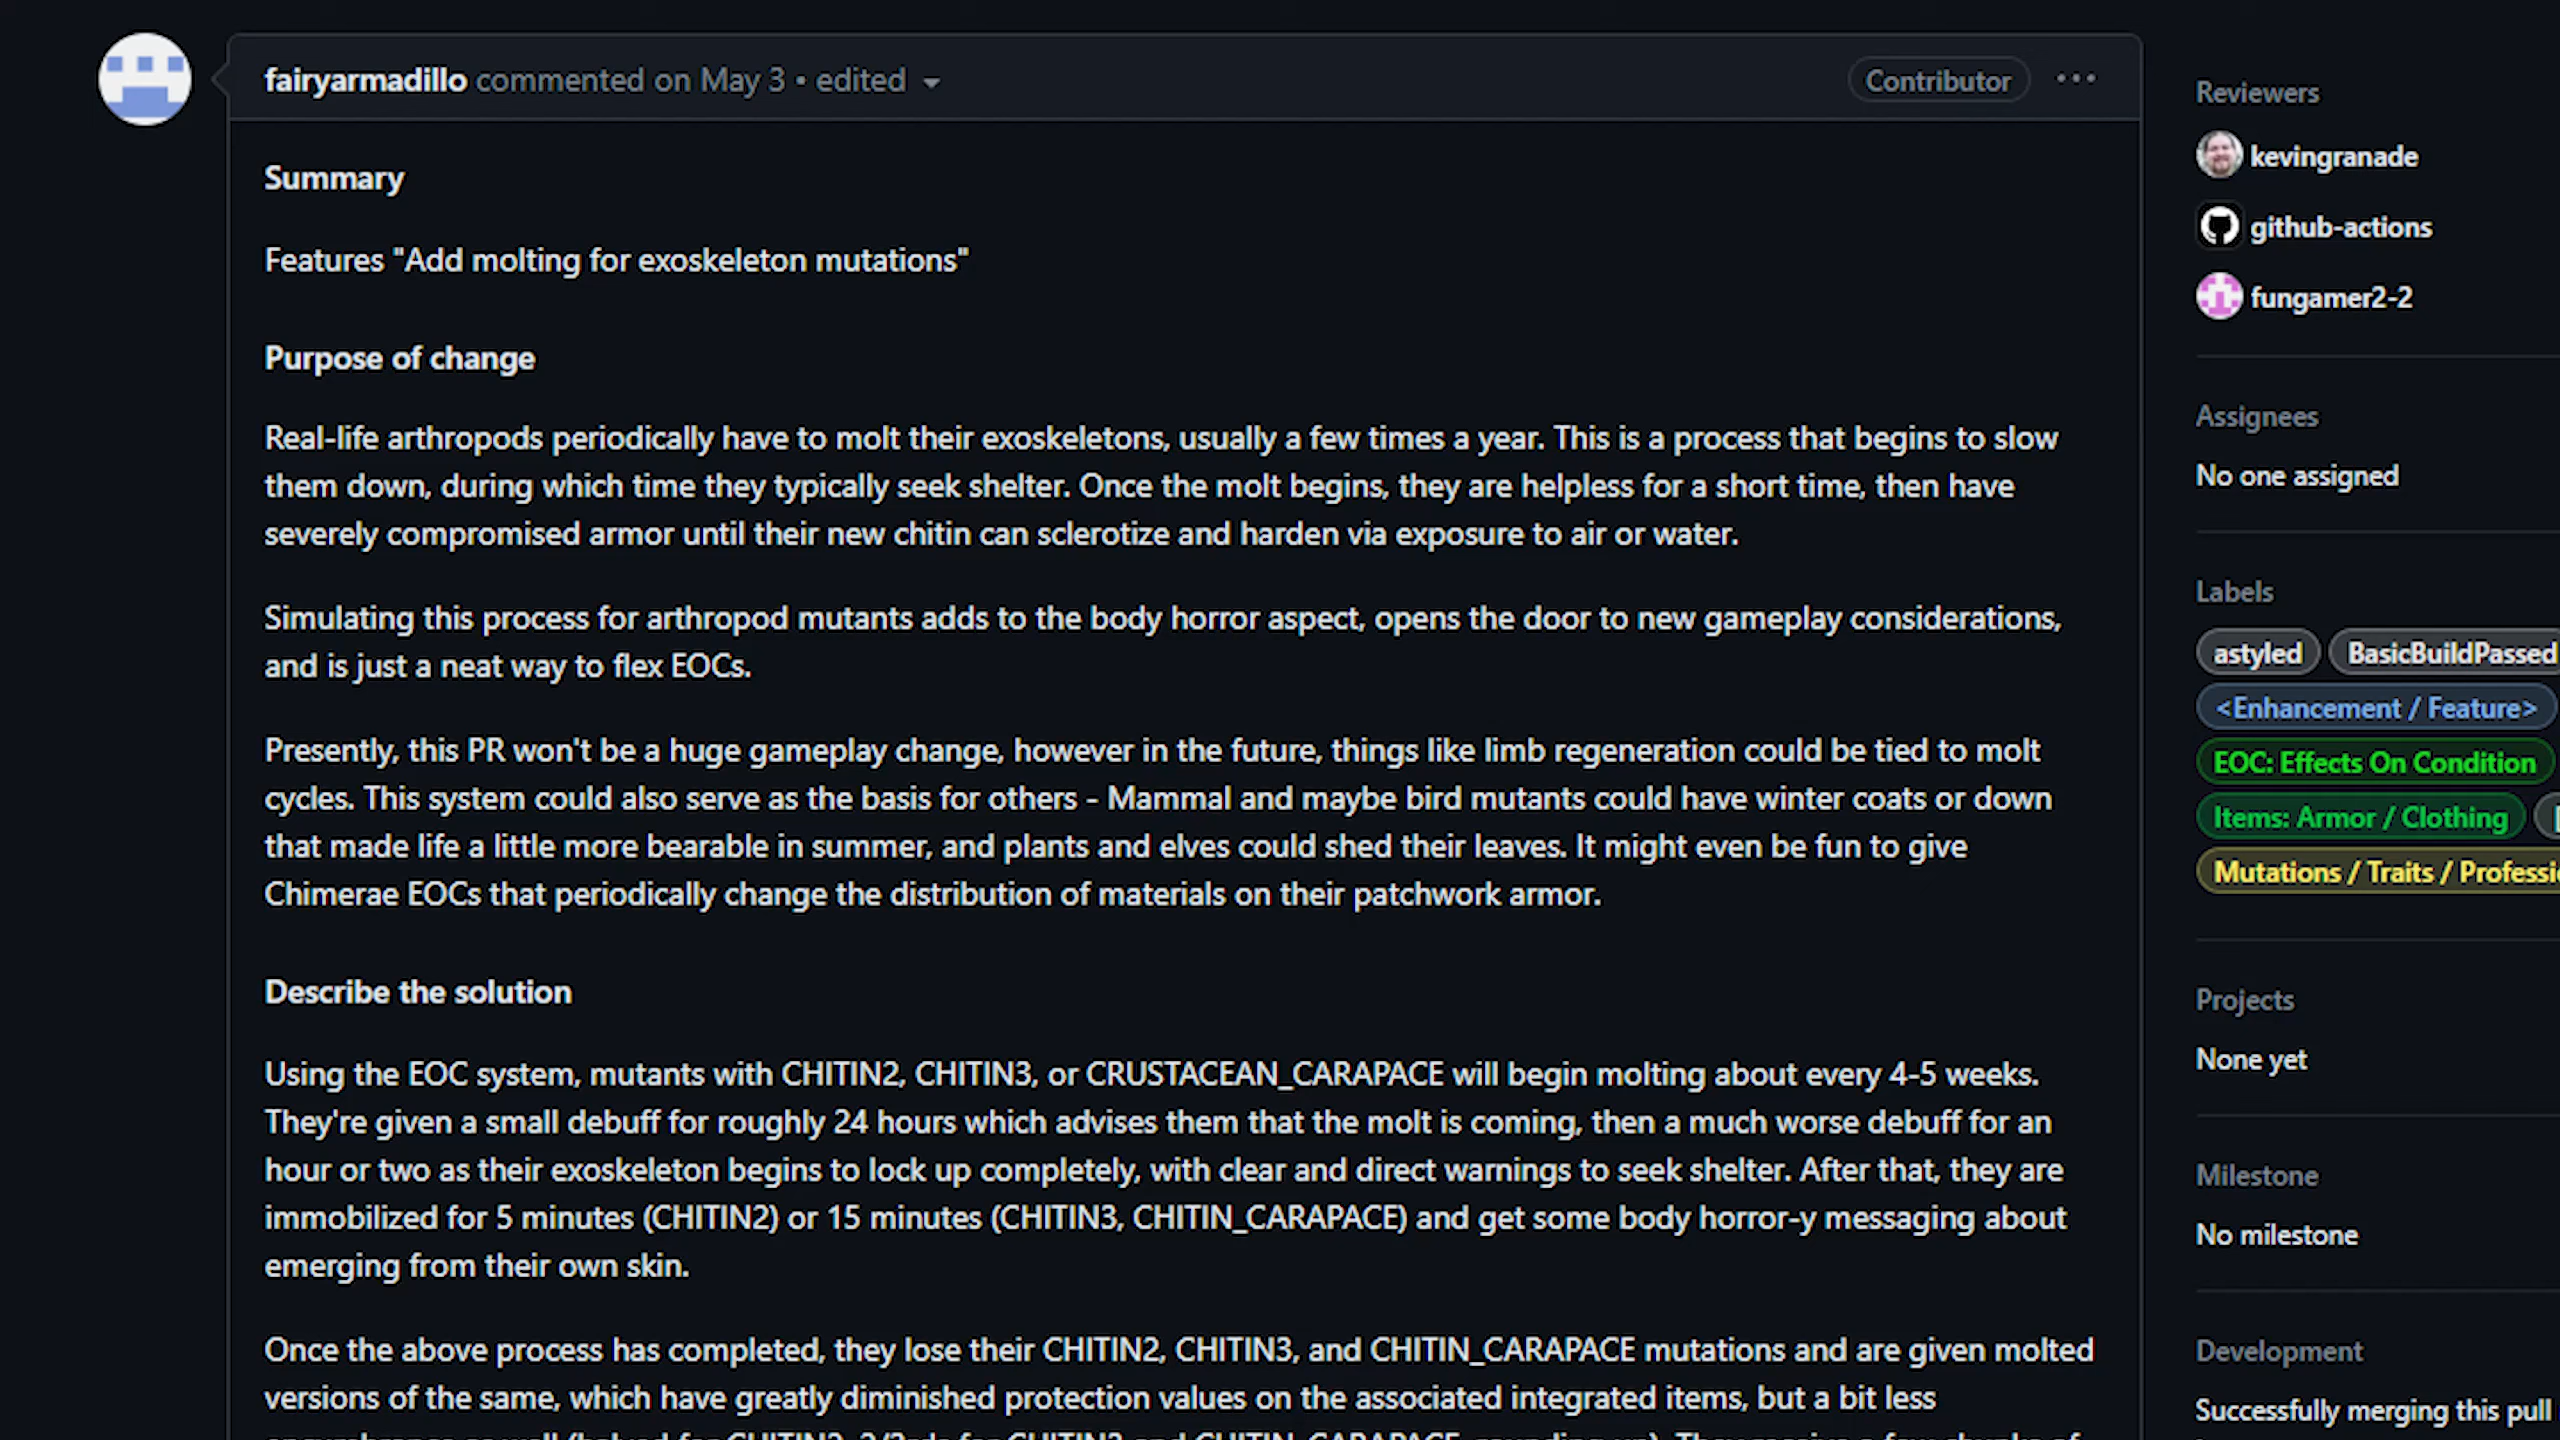 fairyarmadillo commented on May 3 • edited
Contributor
Summary
Features "Add molting for exoskeleton mutations"
Purpose of change
Real-life arthropods periodically have to molt their exoskeletons, usually a few times a year. This is a process that begins to slow
them down, during which time they typically seek shelter. Once the molt begins, they are helpless for a short time, then have
severely compromised armor until their new chitin can sclerotize and harden via exposure to air or water.
Simulating this process for arthropod mutants adds to the body horror aspect, opens the door to new gameplay considerations,
and is just a neat way to flex EOCs.
Presently, this PR won't be a huge gameplay change, however in the future, things like limb regeneration could be tied to molt
cycles. This system could also serve as the basis for others - Mammal and maybe bird mutants could have winter coats or down
that made life a little more bearable in summer, and plants and elves could shed their leaves. It might even be fun to give
Chimerae EOCs that periodically change the distribution of materials on their patchwork armor.
Describe the solution
Using the EOC system, mutants with CHITIN2, CHITIN3, or CRUSTACEAN_CARAPACE will begin molting about every 4-5 weeks.
They're given a small debuff for roughly 24 hours which advises them that the molt is coming, then a much worse debuff for an
hour or two as their exoskeleton begins to lock up completely, with clear and direct warnings to seek shelter. After that, they are
immobilized for 5 minutes (CHITIN2) or 15 minutes (CHITIN3, CHITIN_CARAPACE) and get some body horror-y messaging about
emerging from their own skin.
Once the above process has completed, they lose their CHITIN2, CHITIN3, and CHITIN_CARAPACE mutations and are given molted
versions of the same, which have greatly diminished protection values on the associated integrated items, but a bit less
Reviewers
kevingranade
github-actions
fungamer2-2
Assignees
No one assigned
Labels
astyled
BasicBuildPassed
<Enhancement / Feature>
EOC: Effects On Condition
Items: Armor / Clothing
Mutations / Traits /
Projects
None yet
Milestone
No milestone
Development
Successfully merging this pull